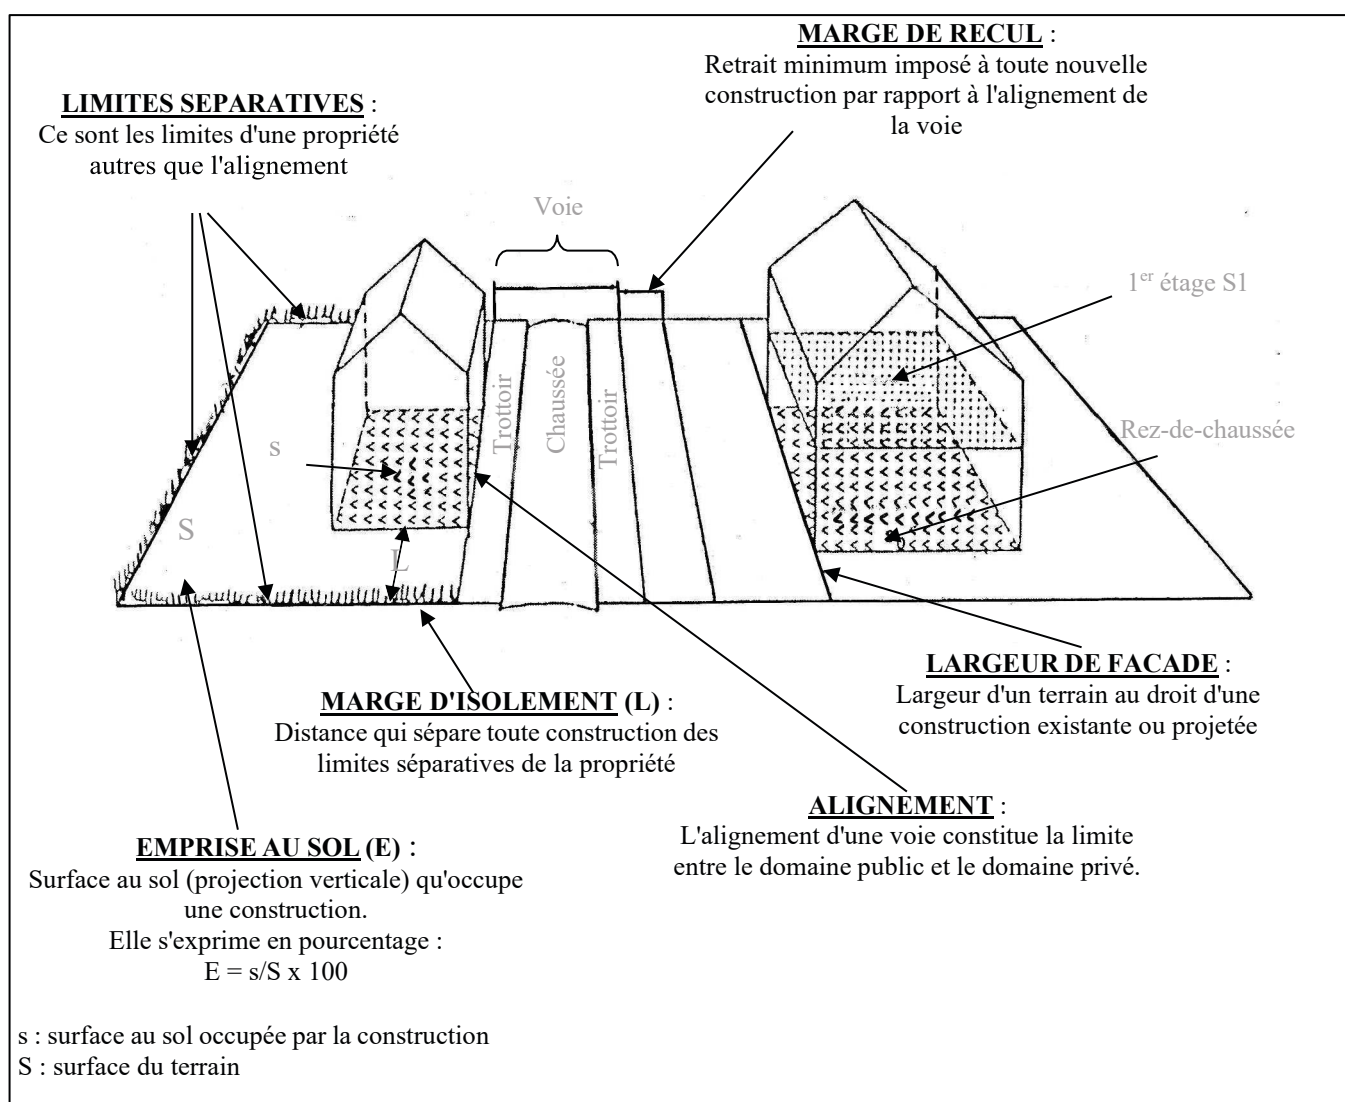 MARGE DE RECUL :
Retrait minimum imposé à toute nouvelle
construction par rapport à l'alignement de
la voie
LIMITES SEPARATIVES :
Ce sont les limites d'une propriété
autres que l'alignement
Voie
1er étage S1
Trottoir
Chaussée
Trottoir
Rez-de-chaussée
s
S
L
LARGEUR DE FACADE :
Largeur d'un terrain au droit d'une
construction existante ou projetée
MARGE D'ISOLEMENT (L) :
Distance qui sépare toute construction des
limites séparatives de la propriété
ALIGNEMENT :
L'alignement d'une voie constitue la limite
entre le domaine public et le domaine privé.
EMPRISE AU SOL (E) :
Surface au sol (projection verticale) qu'occupe
une construction.
Elle s'exprime en pourcentage :
E = s/S x 100
s : surface au sol occupée par la construction
S : surface du terrain